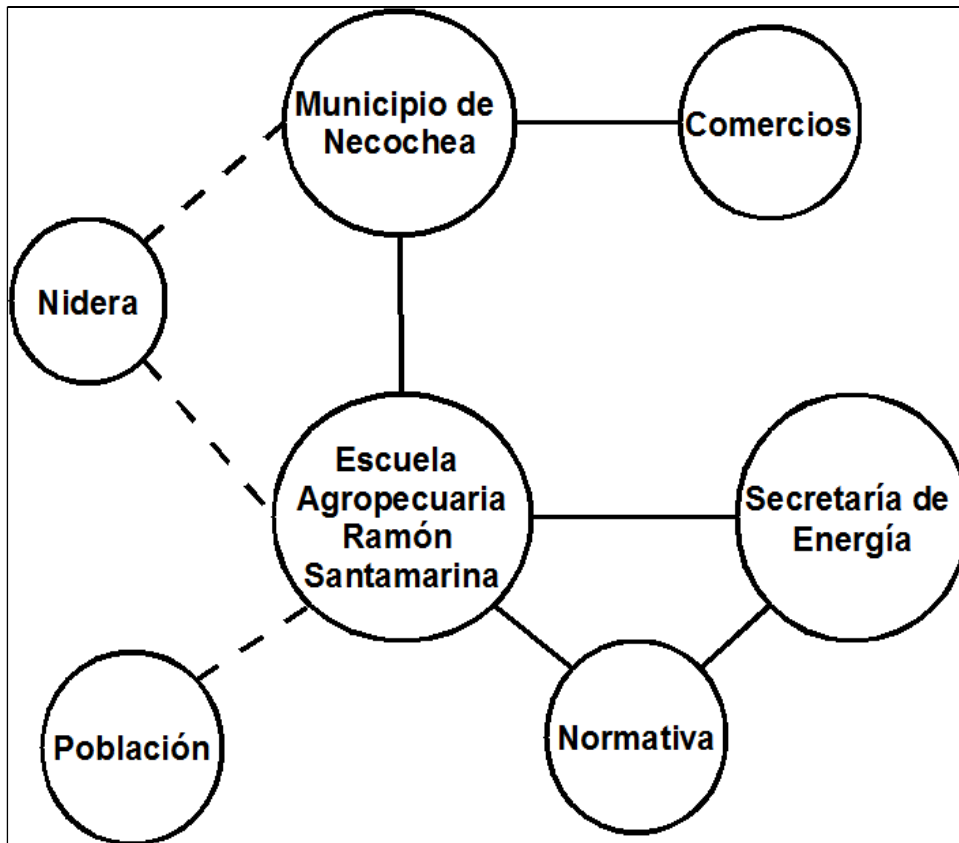 Municipio de
Necochea
Comercios
Nidera
Escuela
Agropecuaria
Ramón
Santamarina
Secretaría de
Energía
Normativa
Población